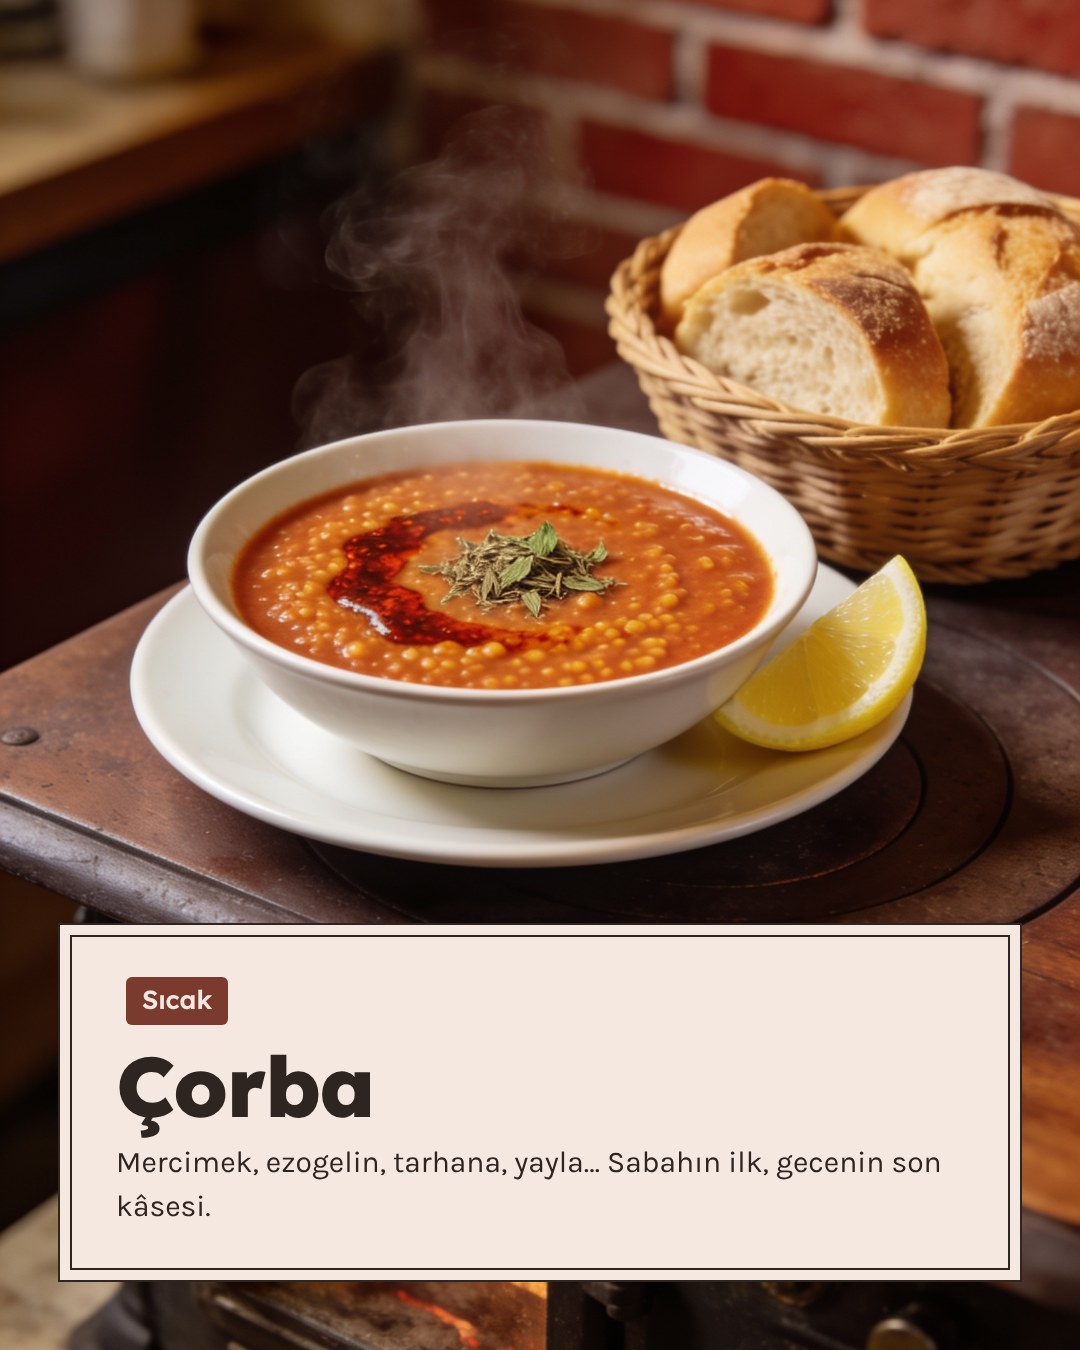 Sıcak
Çorba
Mercimek, ezogelin, tarhana, yayla... Sabahın ilk, gecenin son
kâsesi.